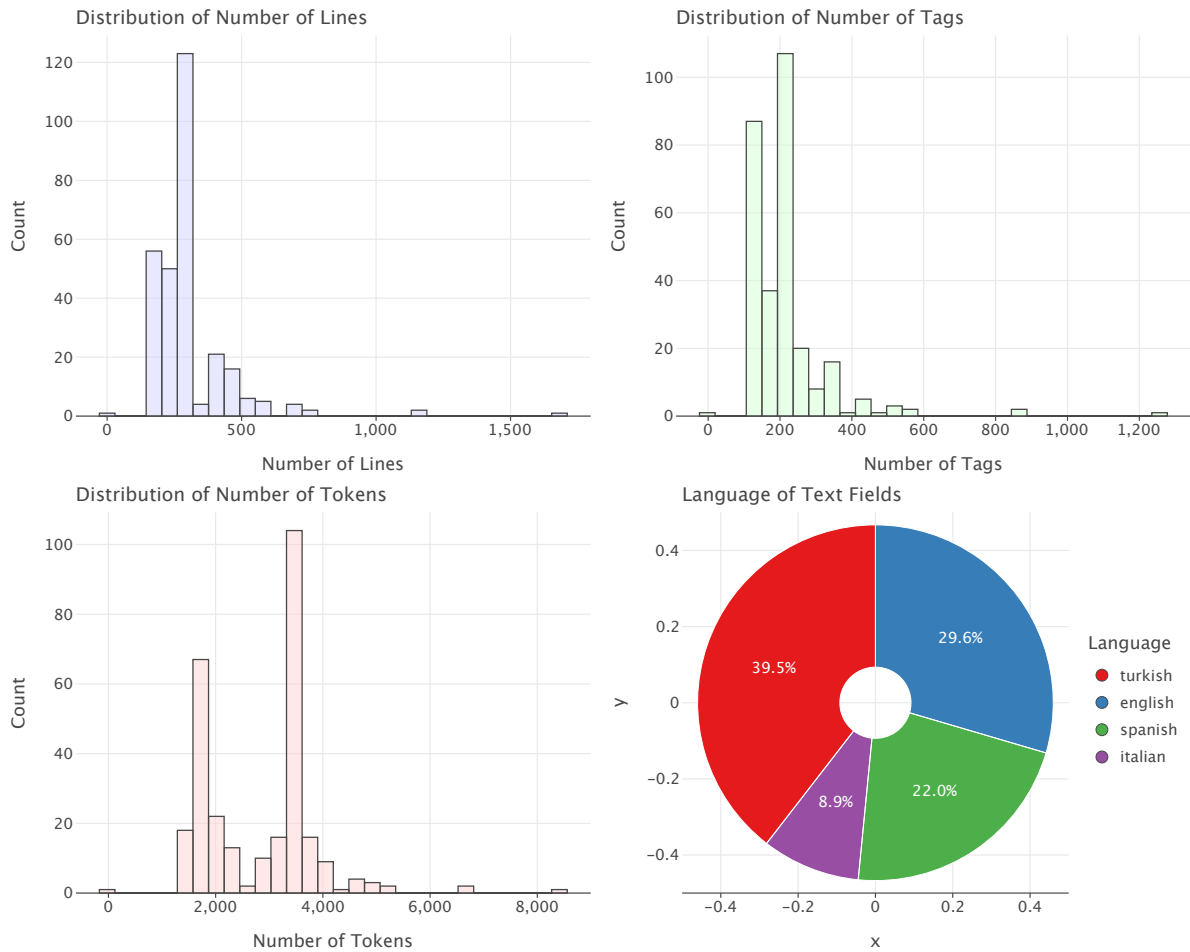 Distribution of Number of Lines
120
100
80
60
40
20
0
Count
0
500
1,000
1,500
Number of Lines
Distribution of Number of Tags
100
80
60
40
20
0
Count
0
200
400
600
800
1,000
1,200
Number of Tags
Distribution of Number of Tokens
100
80
60
40
20
0
Count
0
2,000
4,000
6,000
8,000
Number of Tokens
Language of Text Fields
0.4
0.2
0
−0.2
−0.4
y
39.5%
29.6%
22.0%
8.9%
−0.4
−0.2
0
0.2
0.4
x
Language
turkish
english
spanish
italian